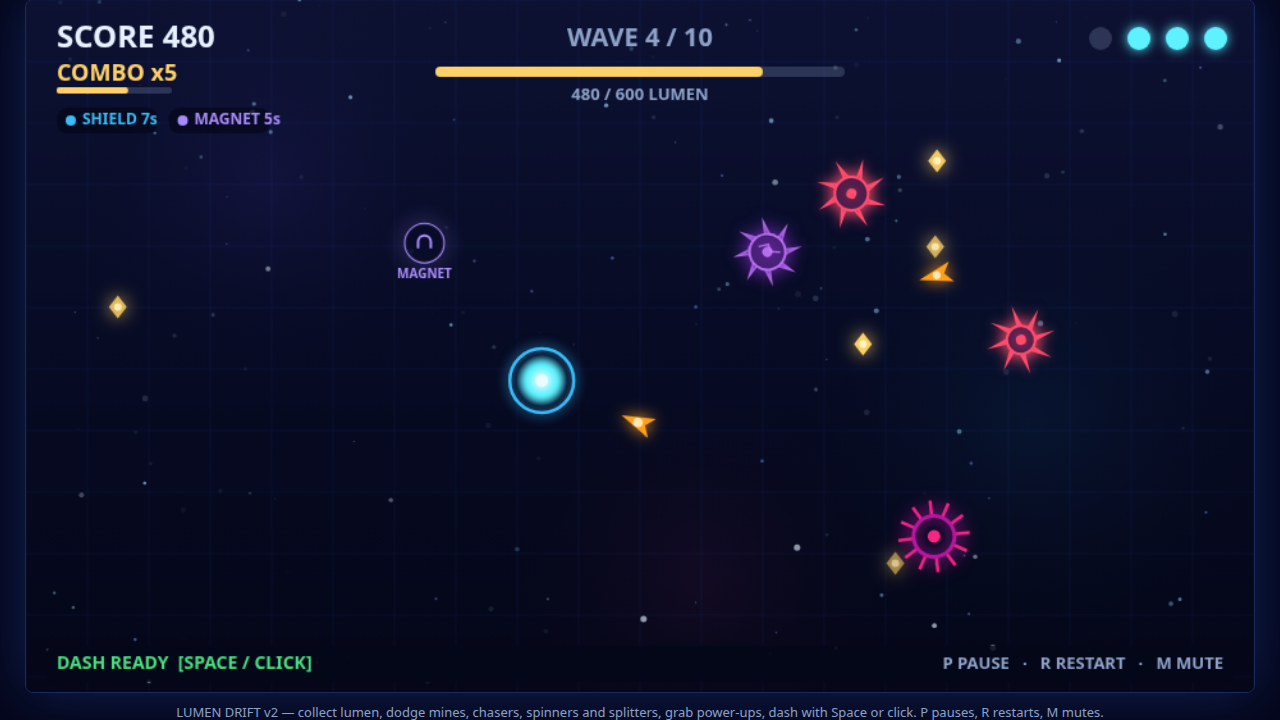 SCORE 480
COMBO x5
SHIELD 7s
MAGNET 5s
WAVE 4 / 10
480 / 600 LUMEN
MAGNET
DASH READY [SPACE / CLICK]
P PAUSE · R RESTART · M MUTE
LUMEN DRIFT v2 — collect lumen, dodge mines, chasers, spinners and splitters, grab power-ups, dash with Space or click. P pauses, R restarts, M mutes.